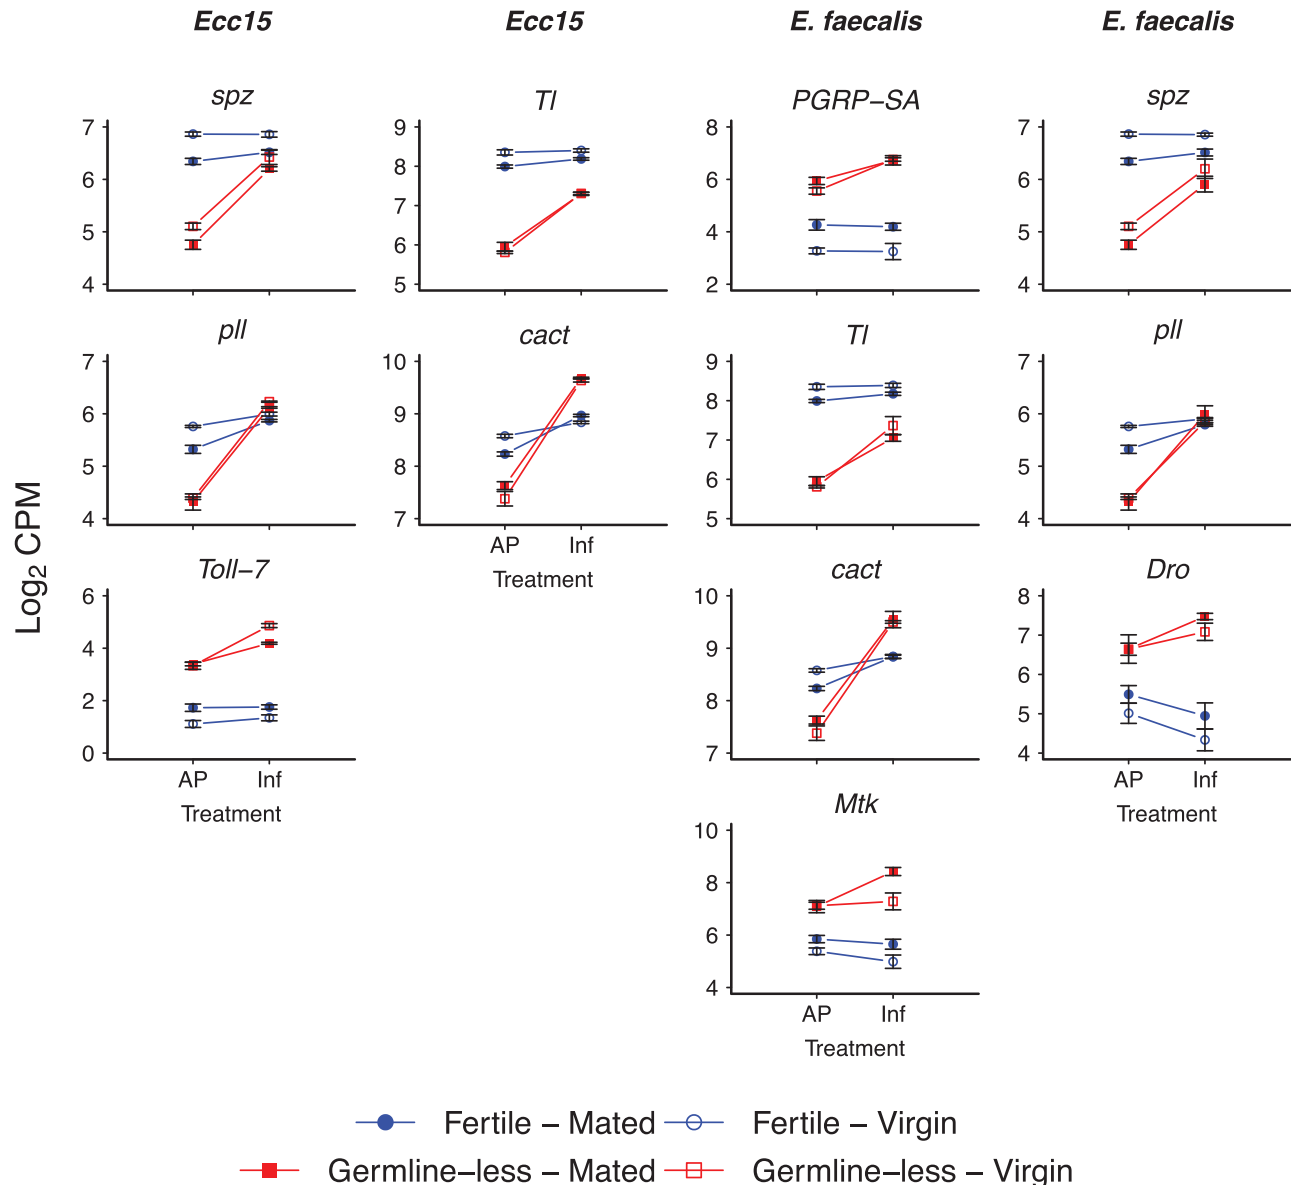 Ecc15 Ecc15 E. faecalis E. faecalis
spz Tl PGRP–SA spz
7 9 8 7
6 8 6 6
7
5 6 4 5
4 5 2 4
pll cact Tl pll
7 10 9 7
6 9 8 6
7
5 8 6 5
4 7 5 4
AP Inf
Treatment
Toll–7 cact Dro
6 10 8
7
4 9 6
2 8 5
0 7 4
AP Inf AP Inf
Treatment Treatment
Mtk
10
8
6
4
AP Inf
Treatment
Log2 CPM
Fertile – Mated Fertile – Virgin
Germline–less – Mated Germline–less – Virgin